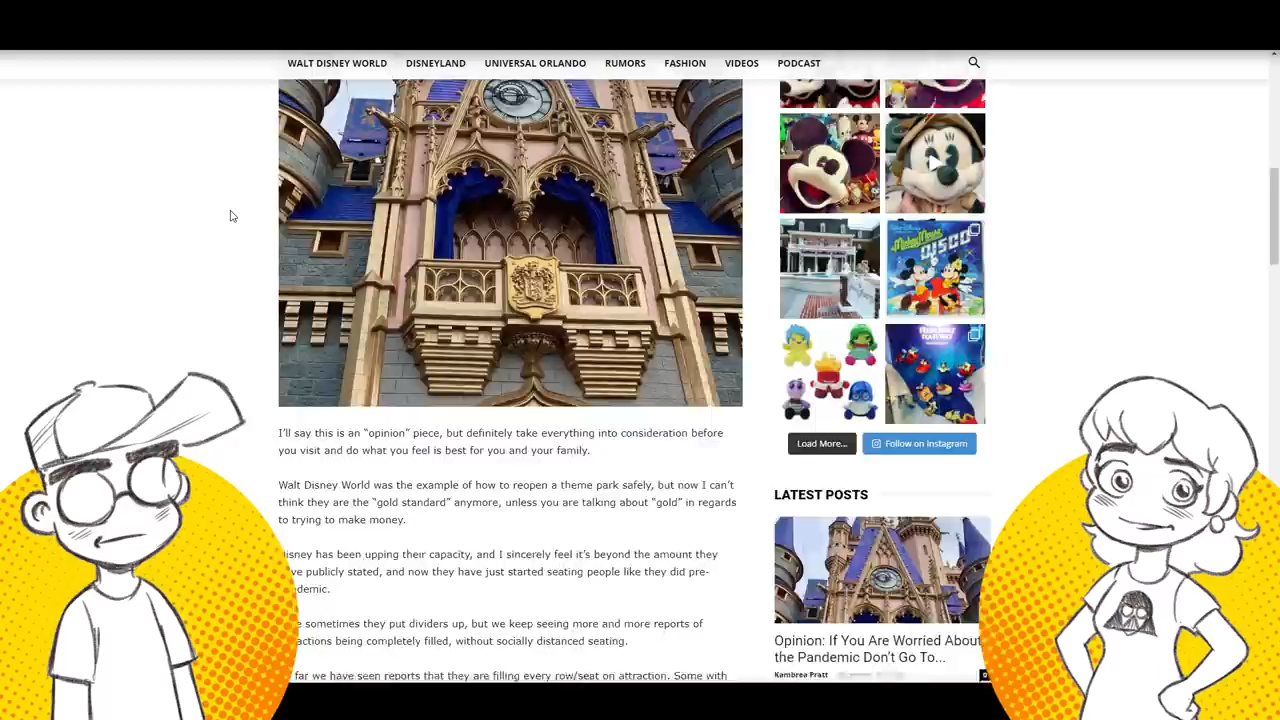 WALT DISNEY WORLD DISNEYLAND UNIVERSAL ORLANDO RUMORS FASHION VIDEOS PODCAST
Mickey Mouse
DISCO
Load More...
Follow on Instagram
I'll say this is an "opinion" piece, but definitely take everything into consideration before
you visit and do what you feel is best for you and your family.
Walt Disney World was the example of how to reopen a theme park safely, but now I can't
think they are the "gold standard" anymore, unless you are talking about "gold" in regards
to trying to make money.
isney has been upping their capacity, and I sincerely feel it's beyond the amount they
ve publicly stated, and now they have just started seating people like they did pre-
demic.
sometimes they put dividers up, but we keep seeing more and more reports of
actions being completely filled, without socially distanced seating.
far we have seen reports that they are filling every row/seat on attraction. Some with
LATEST POSTS
Opinion: If You Are Worried About
the Pandemic Don't Go To...
Kambrea Pratt